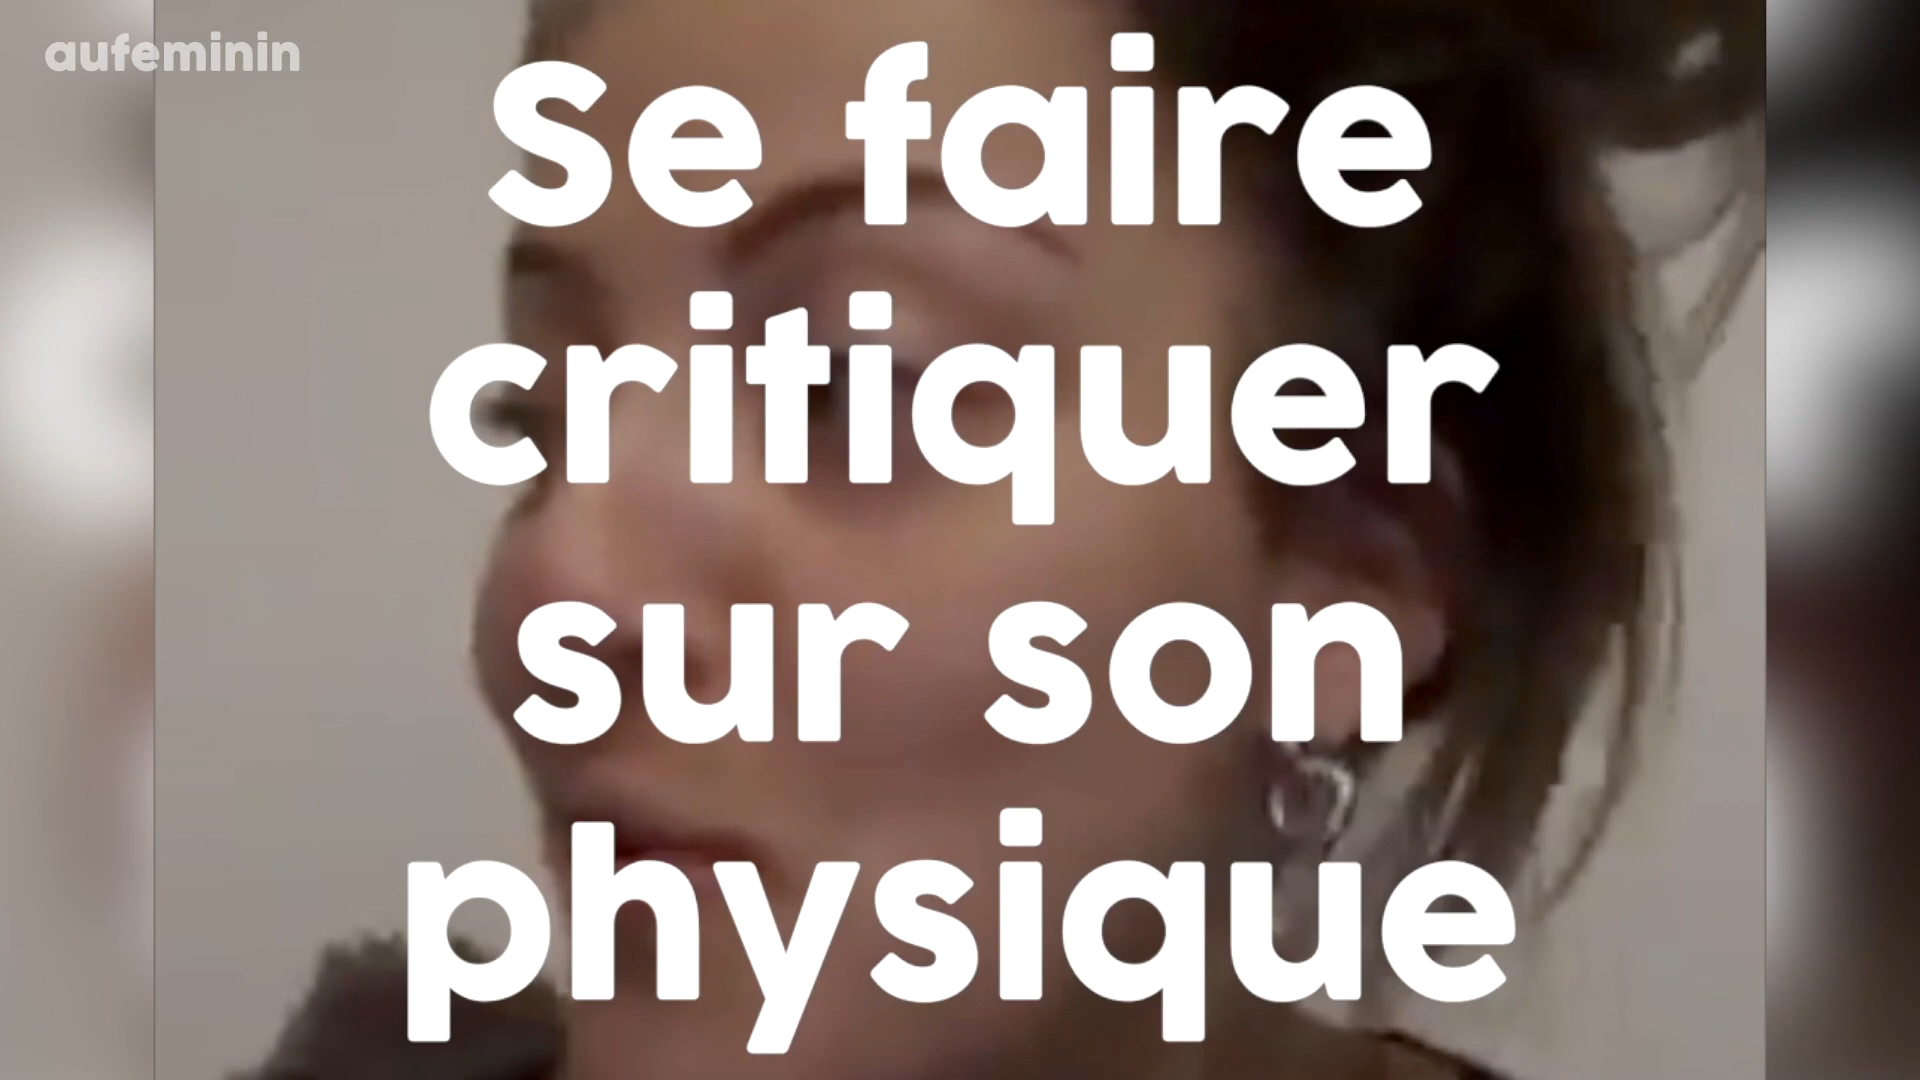 aufeminin
Se faire
critiquer
sur son
physique